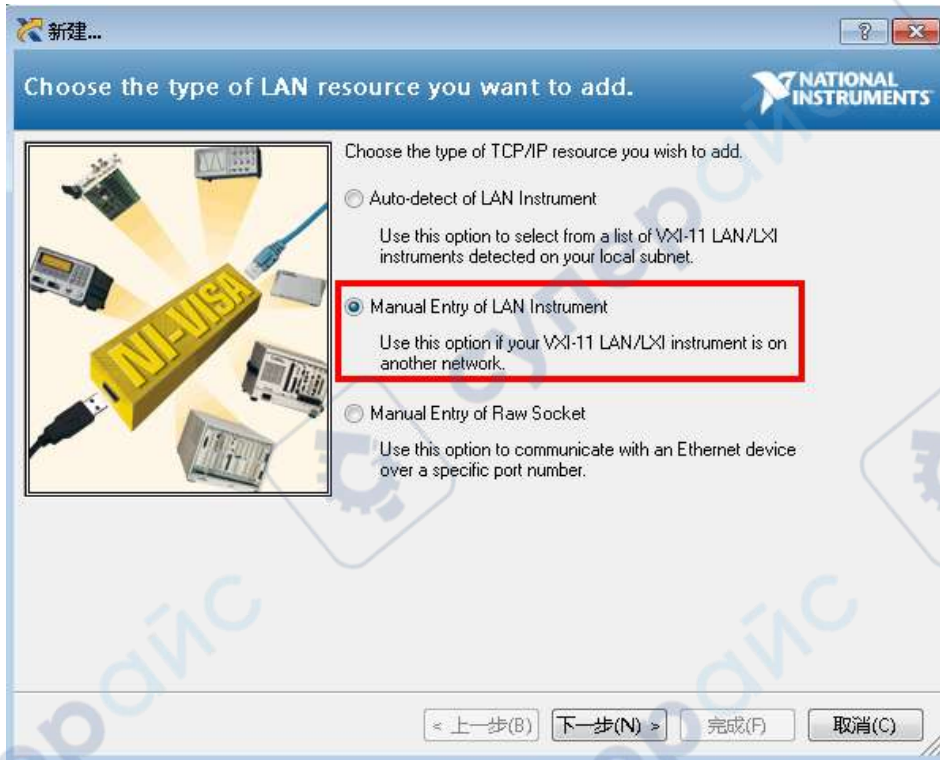 新建...
Choose the type of LAN resource you want to add.
NATIONAL
INSTRUMENTS
Choose the type of TCP/IP resource you wish to add.
Auto-detect of LAN Instrument
Use this option to select from a list of VXI-11 LAN/LXI
instruments detected on your local subnet.
NI-VISA
Manual Entry of LAN Instrument
Use this option if your VXI-11 LAN/LXI instrument is on
another network.
Manual Entry of Raw Socket
Use this option to communicate with an Ethernet device
over a specific port number.
< 上一步(B)
下一步(N) >
完成(F)
取消(C)
супера​йс